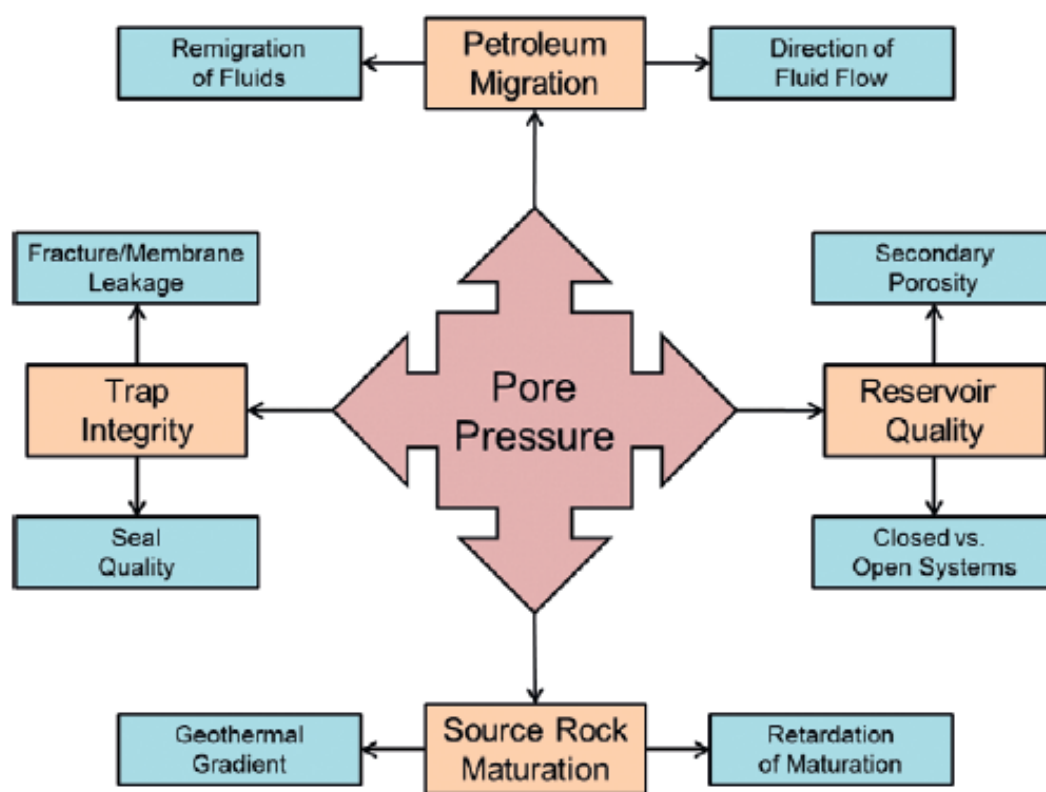 Remigration
of Fluids
Petroleum
Migration
Direction of
Fluid Flow
Fracture/Membrane
Leakage
Secondary
Porosity
Trap
Integrity
Pore
Pressure
Reservoir
Quality
Seal
Quality
Closed vs.
Open Systems
Geothermal
Gradient
Source Rock
Maturation
Retardation
of Maturation